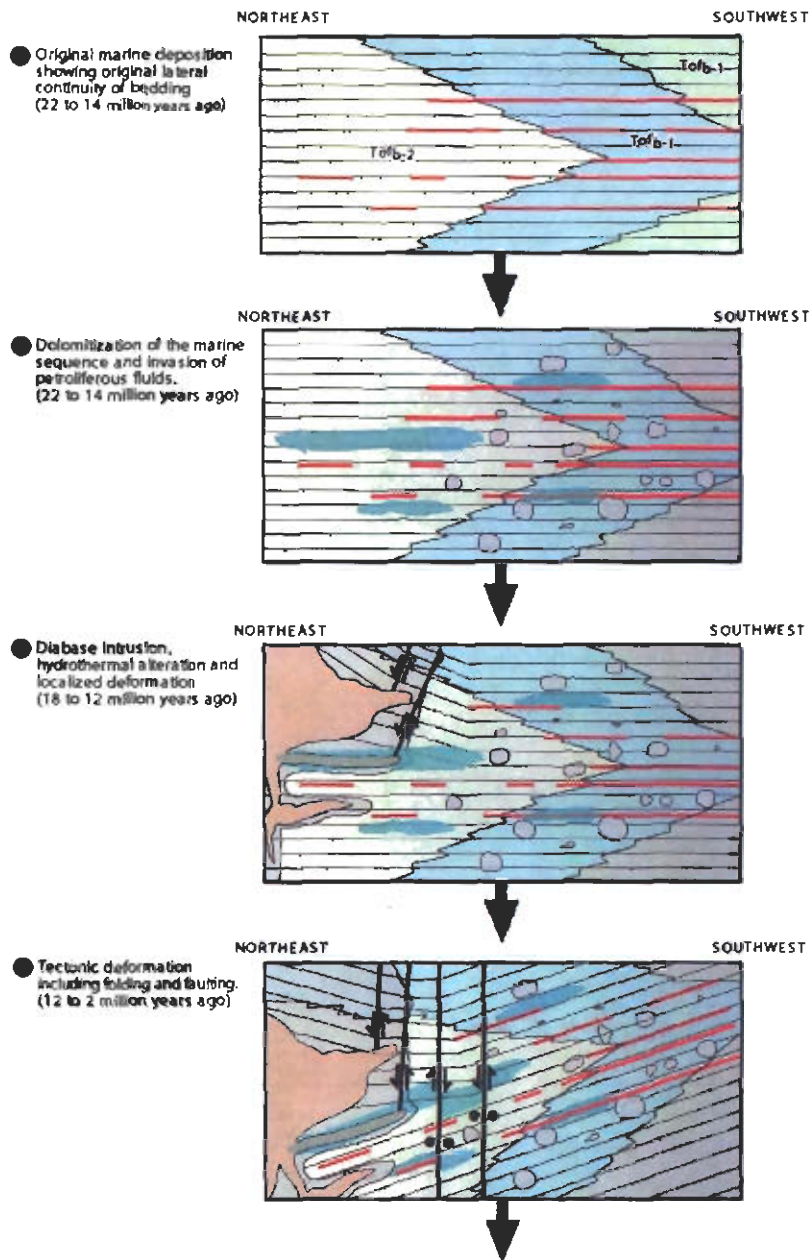 NORTHEAST
SOUTHWEST
Original marine deposition
showing original lateral
continuity of bedding
(22 to 14 million years ago)
Tofb-1
Tofb-1
Tofb-2
NORTHEAST
SOUTHWEST
Dolomitization of the marine
sequence and invasion of
petroliferous fluids.
(22 to 14 million years ago)
NORTHEAST
SOUTHWEST
Diabase intrusion,
hydrothermal alteration and
localized deformation
(18 to 12 million years ago)
NORTHEAST
SOUTHWEST
Tectonic deformation
including folding and faulting.
(12 to 2 million years ago)